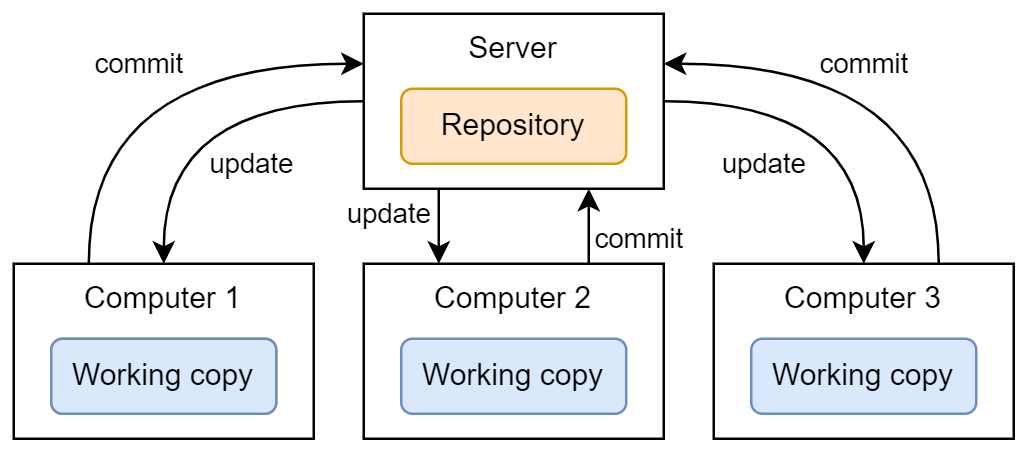 commit
Server
commit
Repository
update
update
update
commit
Computer 1
Computer 2
Computer 3
Working copy
Working copy
Working copy